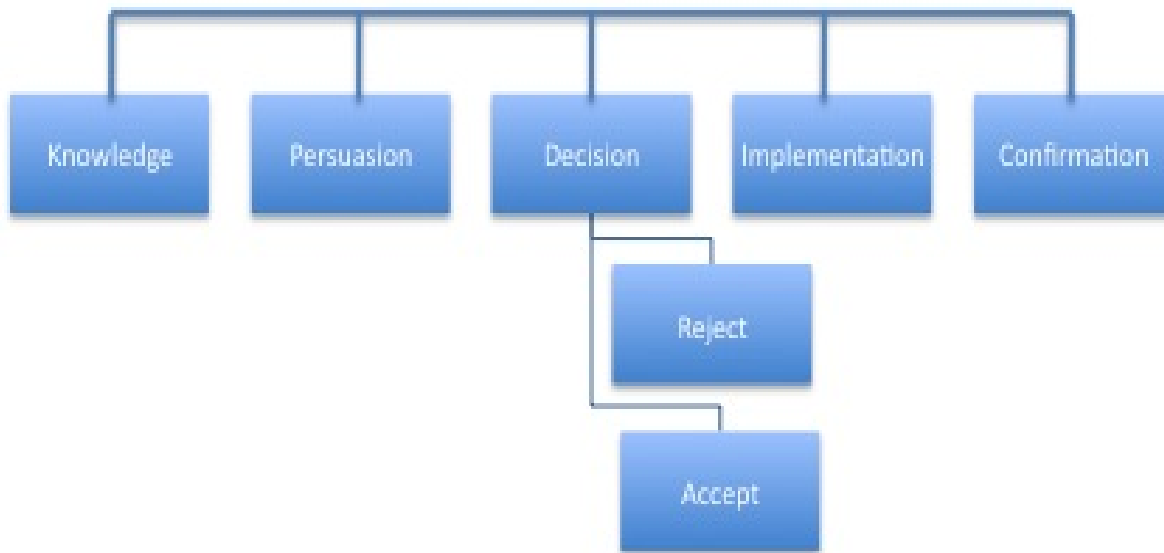 Knowledge
Persuasion
Decision
Implementation
Confirmation
Reject
Accept